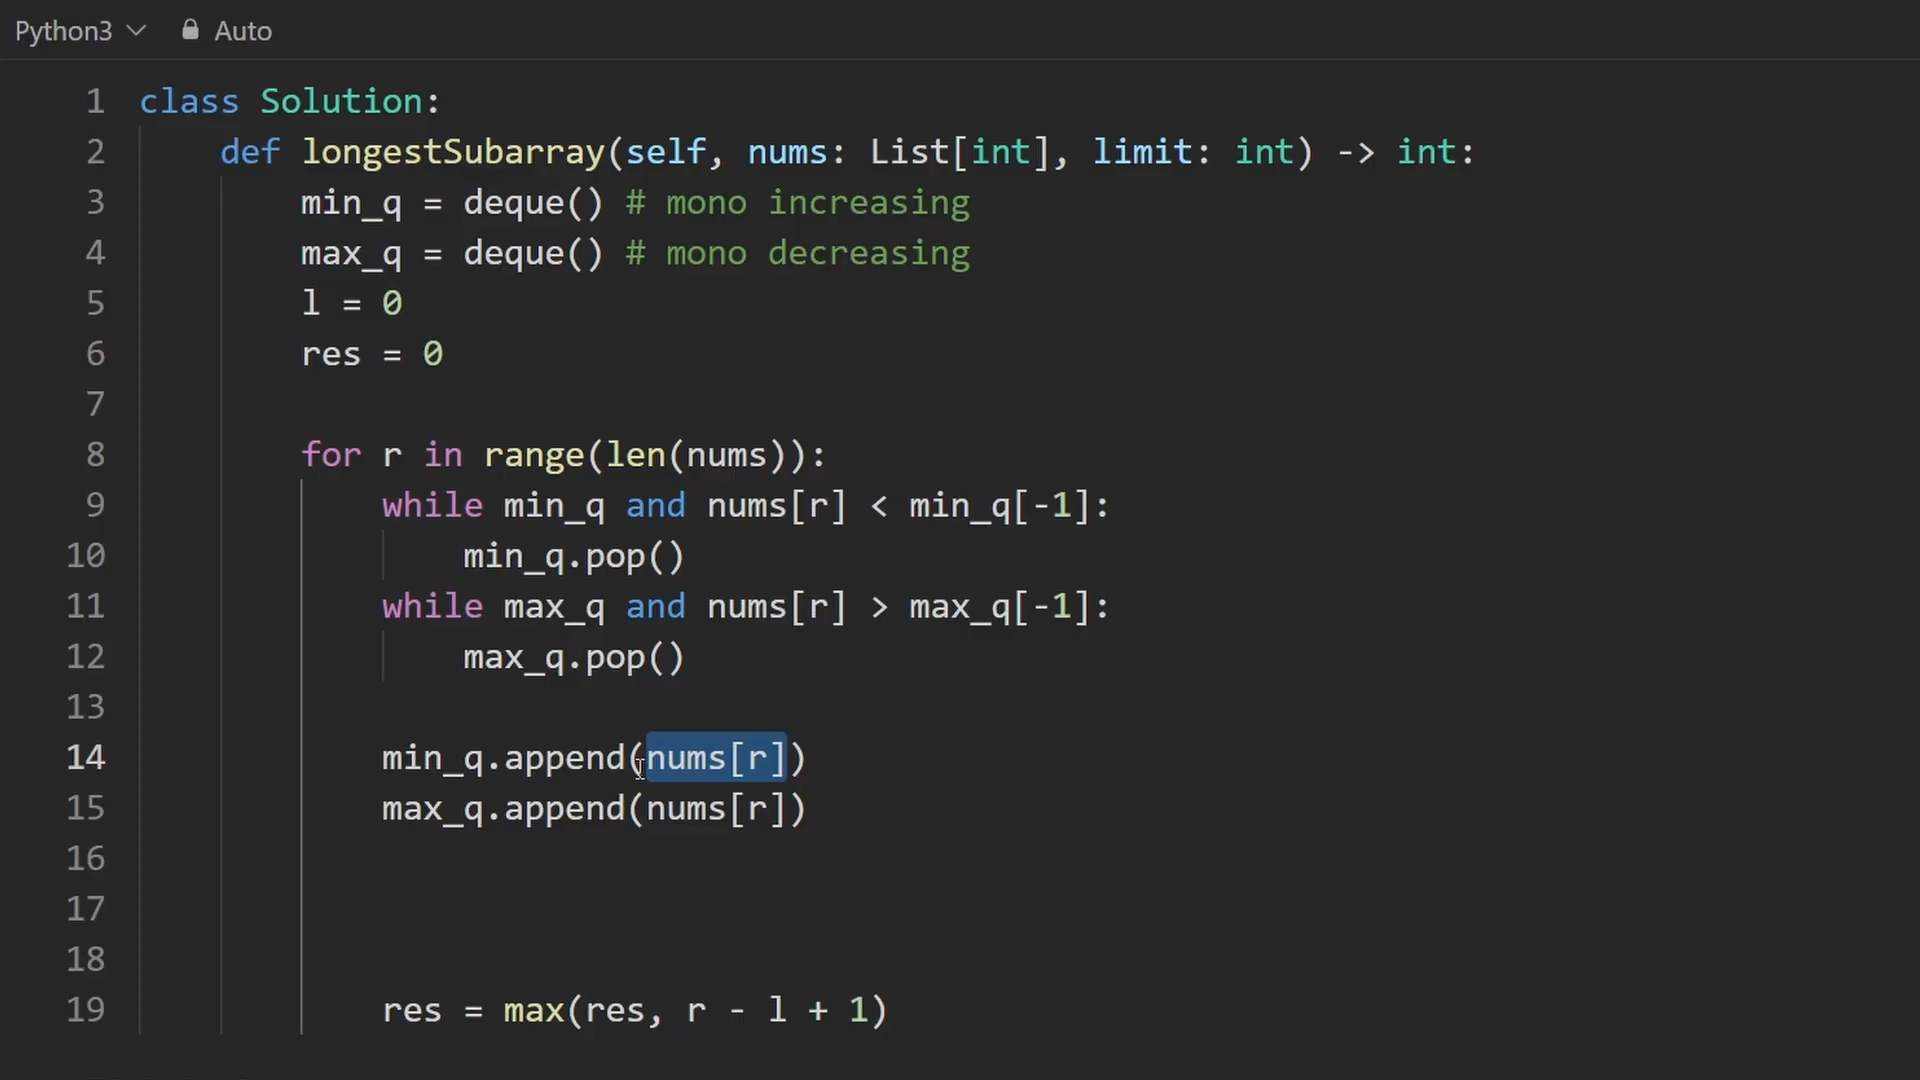 Python3 Auto
1 class Solution:
2 def longestSubarray(self, nums: List[int], limit: int) -> int:
3 min_q = deque() # mono increasing
4 max_q = deque() # mono decreasing
5 l = 0
6 res = 0
7
8 for r in range(len(nums)):
9 while min_q and nums[r] < min_q[-1]:
10 min_q.pop()
11 while max_q and nums[r] > max_q[-1]:
12 max_q.pop()
13
14 min_q.append(nums[r])
15 max_q.append(nums[r])
16
17
18
19 res = max(res, r - l + 1)